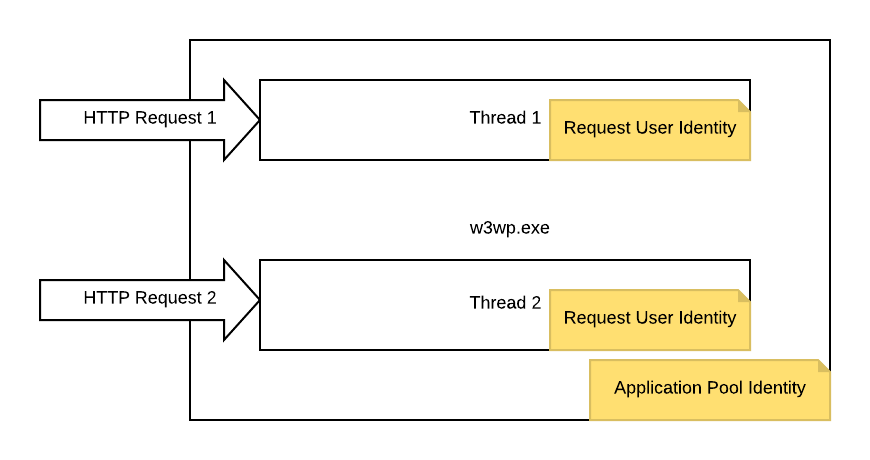 HTTP Request 1
Thread 1
Request User Identity
w3wp.exe
HTTP Request 2
Thread 2
Request User Identity
Application Pool Identity